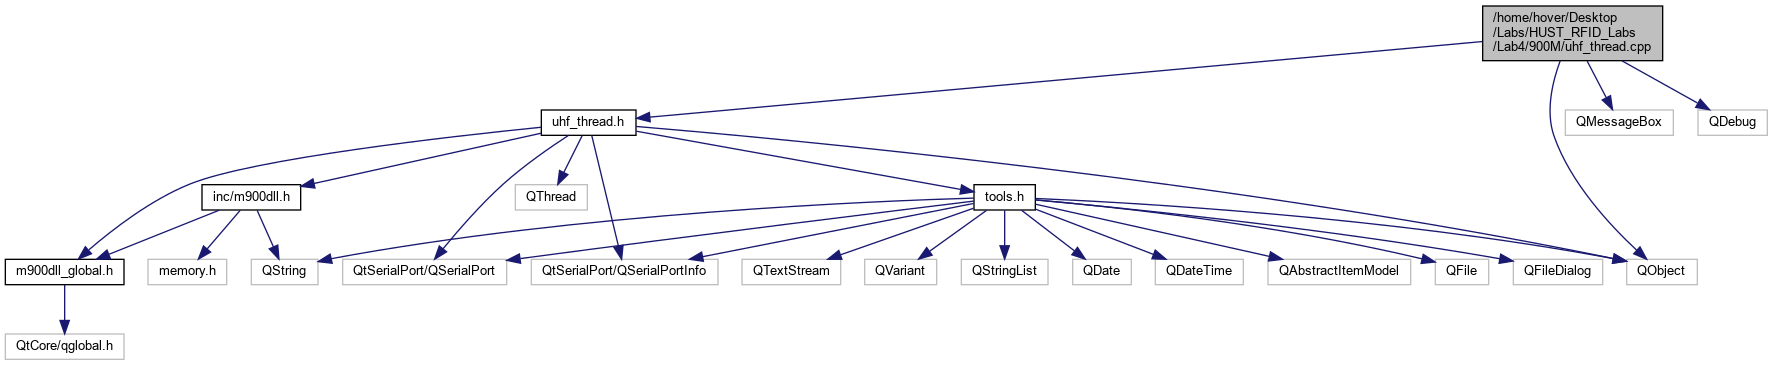 /home/hover/Desktop
/Labs/HUST_RFID_Labs
/Lab4/900M/uhf_thread.cpp
uhf_thread.h
QMessageBox
QDebug
inc/m900dll.h
QThread
tools.h
m900dll_global.h
memory.h
QString
QtSerialPort/QSerialPort
QtSerialPort/QSerialPortInfo
QTextStream
QVariant
QStringList
QDate
QDateTime
QAbstractItemModel
QFile
QFileDialog
QObject
QtCore/qglobal.h